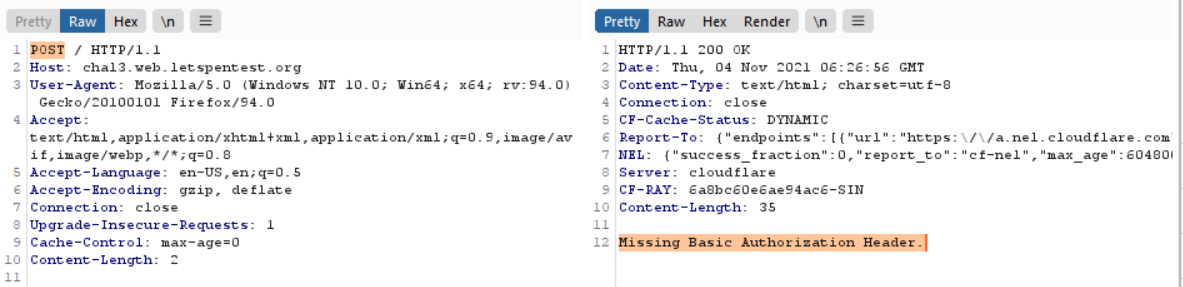 Pretty Raw Hex \n
1 POST / HTTP/1.1
2 Host: chal3.web.letspentest.org
3 User-Agent: Mozilla/5.0 (Windows NT 10.0; Win64; x64; rv:94.0)
Gecko/20100101 Firefox/94.0
4 Accept:
text/html,application/xhtml+xml,application/xml;q=0.9,image/av
if,image/webp,*/*;q=0.8
5 Accept-Language: en-US,en;q=0.5
6 Accept-Encoding: gzip, deflate
7 Connection: close
8 Upgrade-Insecure-Requests: 1
9 Cache-Control: max-age=0
10 Content-Length: 2
11
Pretty Raw Hex Render \n
1 HTTP/1.1 200 OK
2 Date: Thu, 04 Nov 2021 06:26:56 GMT
3 Content-Type: text/html; charset=utf-8
4 Connection: close
5 CF-Cache-Status: DYNAMIC
6 Report-To: {"endpoints":[{"url":"https:\/\/a.nel.cloudflare.com
7 NEL: {"success_fraction":0,"report_to":"cf-nel","max_age":60480
8 Server: cloudflare
9 CF-RAY: 6a8bc60e6ae94ac6-SIN
10 Content-Length: 35
11
12 Missing Basic Authorization Header.